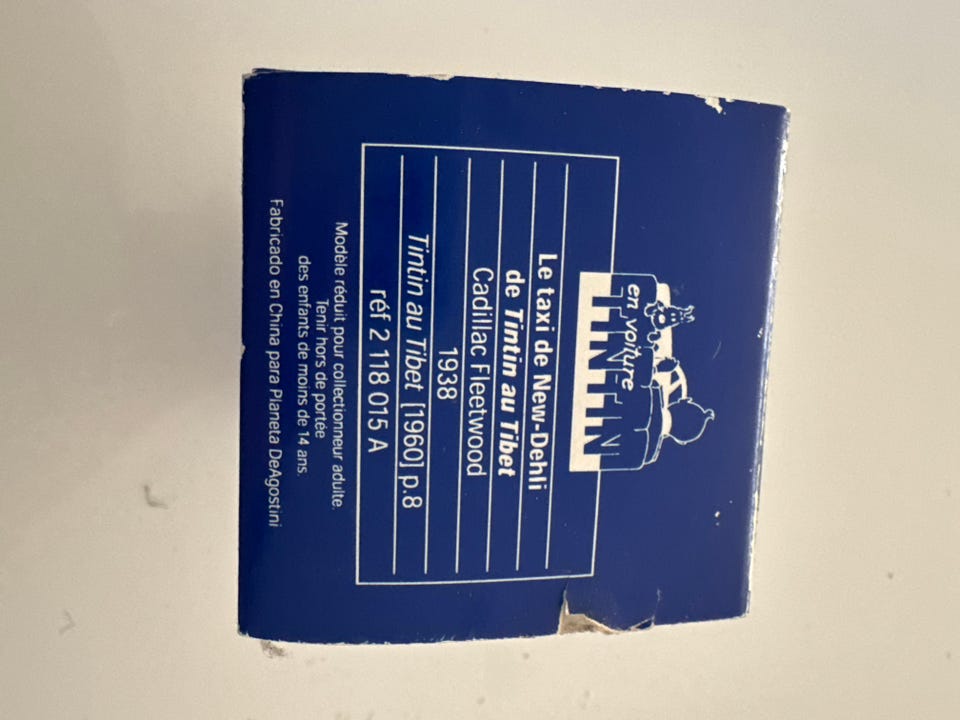 en voiture
TINTIN
Le taxi de New-Dehli
de Tintin au Tibet
Cadillac Fleetwood
1938
Tintin au Tibet [1960] p.8
réf 2 118 015 A
Modèle réduit pour collectionneur adulte.
Tenir hors de portée
des enfants de moins de 14 ans.
Fabricado en China para Planeta DeAgostini